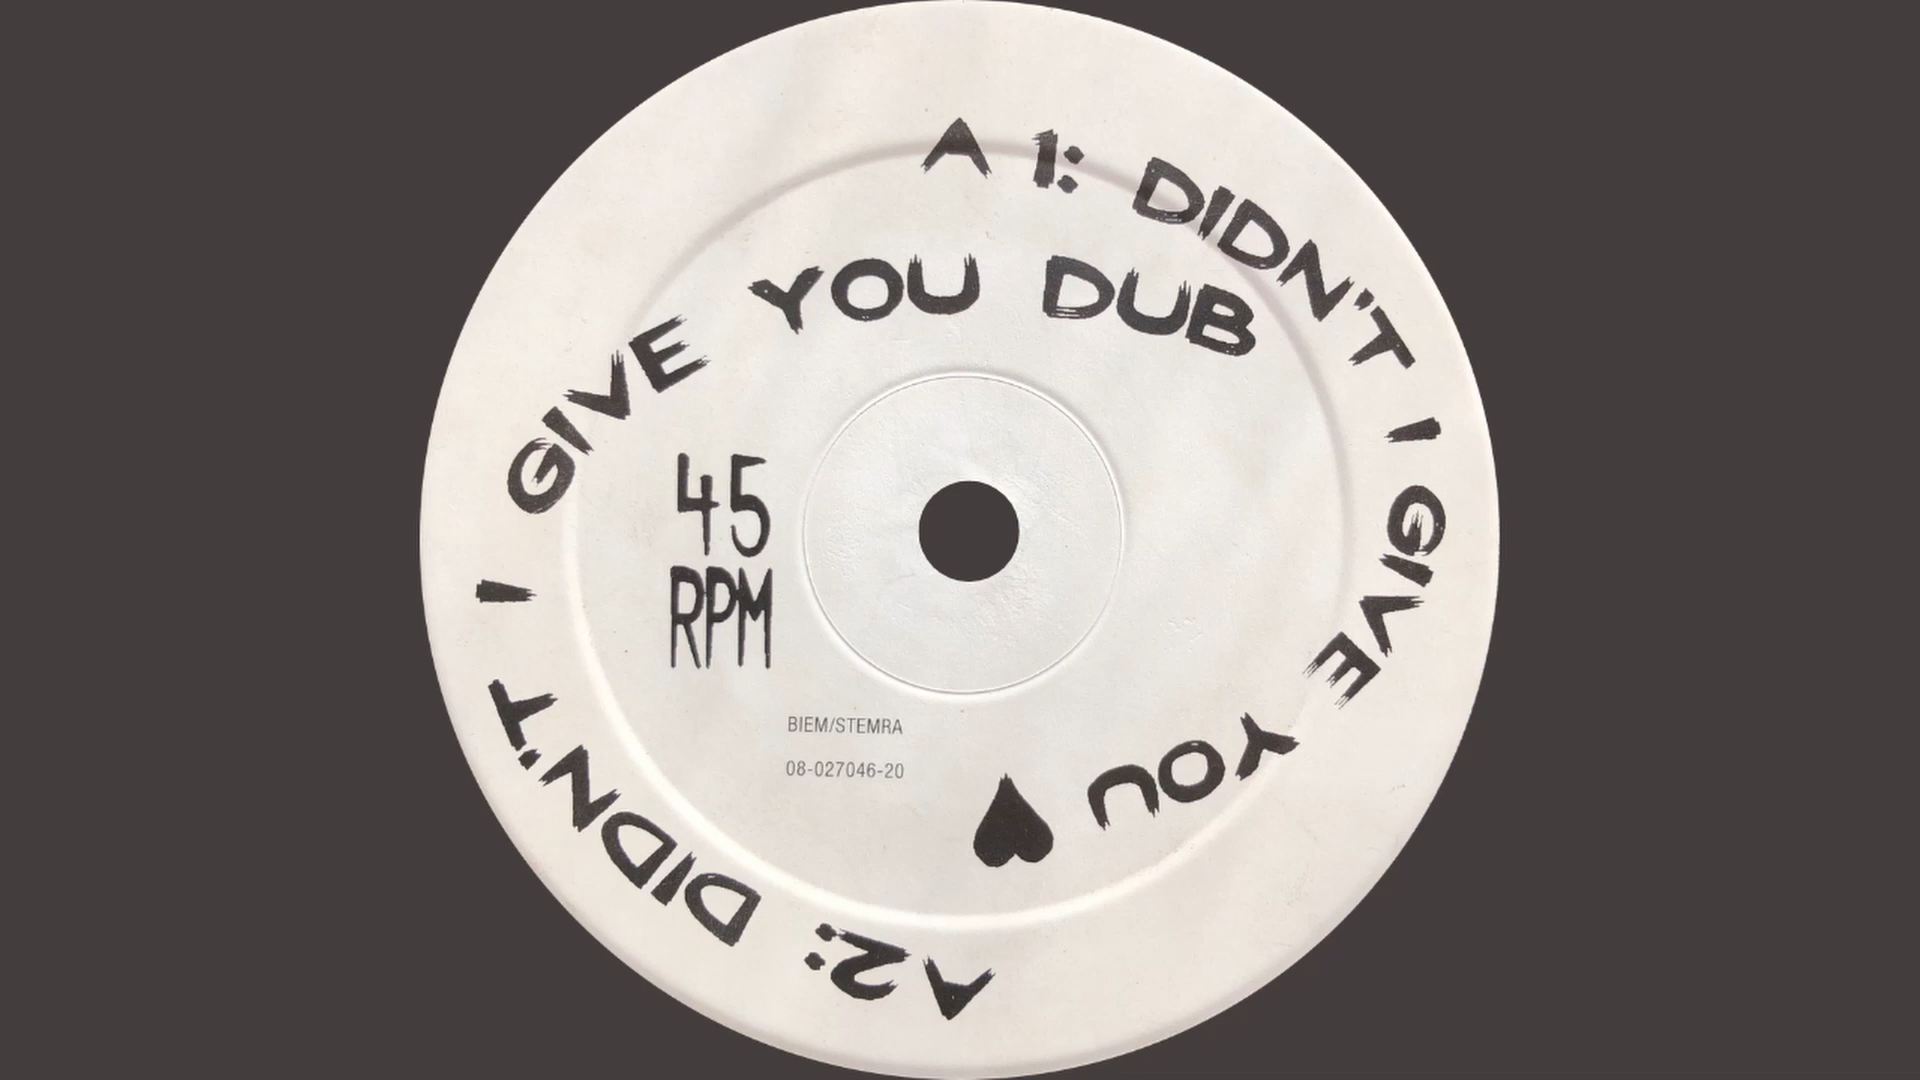 A 1: DIDN'T I GIVE YOU ♥
A2: DIDN'T I GIVE YOU DUB
45
RPM
BIEM/STEMRA
08-027046-20